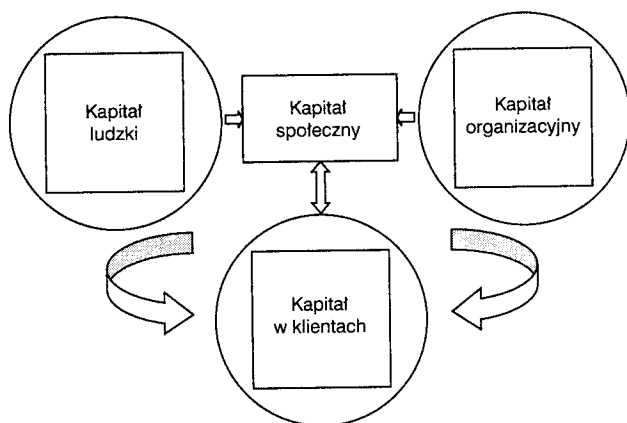 Kapitał
ludzki
Kapitał
społeczny
Kapitał
organizacyjny
Kapitał
w klientach